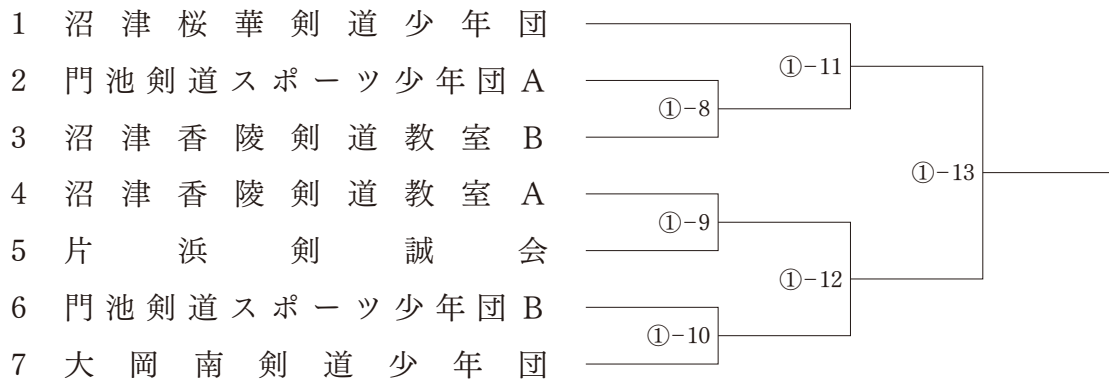 1 沼津桜華剣道少年団
2 門池剣道スポーツ少年団A
3 沼津香陵剣道教室B
4 沼津香陵剣道教室A
5 片浜剣誠会
6 門池剣道スポーツ少年団B
7 大岡南剣道少年団
①-11
①-8
①-13
①-9
①-12
①-10